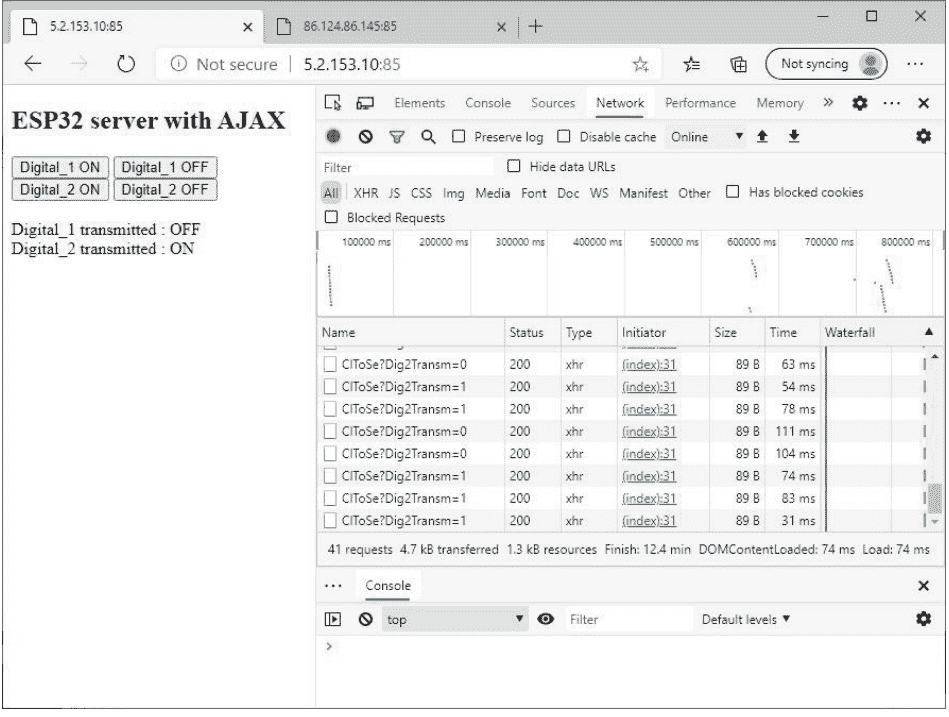 5.2.153.10:85
86.124.86.145:85
Not secure 5.2.153.10:85
Not syncing
ESP32 server with AJAX
Digital_1 ON Digital_1 OFF
Digital_2 ON Digital_2 OFF
Digital_1 transmitted : OFF
Digital_2 transmitted : ON
Elements Console Sources Network Performance Memory
Preserve log Disable cache Online
Filter Hide data URLs
All XHR JS CSS Img Media Font Doc WS Manifest Other Has blocked cookies
Blocked Requests
100000 ms 200000 ms 300000 ms 400000 ms 500000 ms 600000 ms 700000 ms 800000 ms
Name Status Type Initiator Size Time Waterfall
ClToSe?Dig2Transm=0 200 xhr (index):31 89 B 63 ms
ClToSe?Dig2Transm=1 200 xhr (index):31 89 B 54 ms
ClToSe?Dig2Transm=1 200 xhr (index):31 89 B 78 ms
ClToSe?Dig2Transm=0 200 xhr (index):31 89 B 111 ms
ClToSe?Dig2Transm=0 200 xhr (index):31 89 B 104 ms
ClToSe?Dig2Transm=1 200 xhr (index):31 89 B 74 ms
ClToSe?Dig2Transm=1 200 xhr (index):31 89 B 83 ms
ClToSe?Dig2Transm=1 200 xhr (index):31 89 B 31 ms
41 requests 4.7 kB transferred 1.3 kB resources Finish: 12.4 min DOMContentLoaded: 74 ms Load: 74 ms
Console
top Filter Default levels